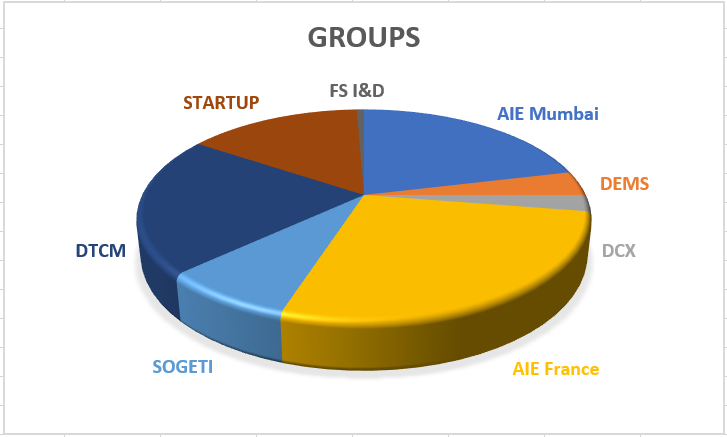 GROUPS
FS I&D
STARTUP
AIE Mumbai
DEMS
DTCM
DCX
SOGETI
AIE France